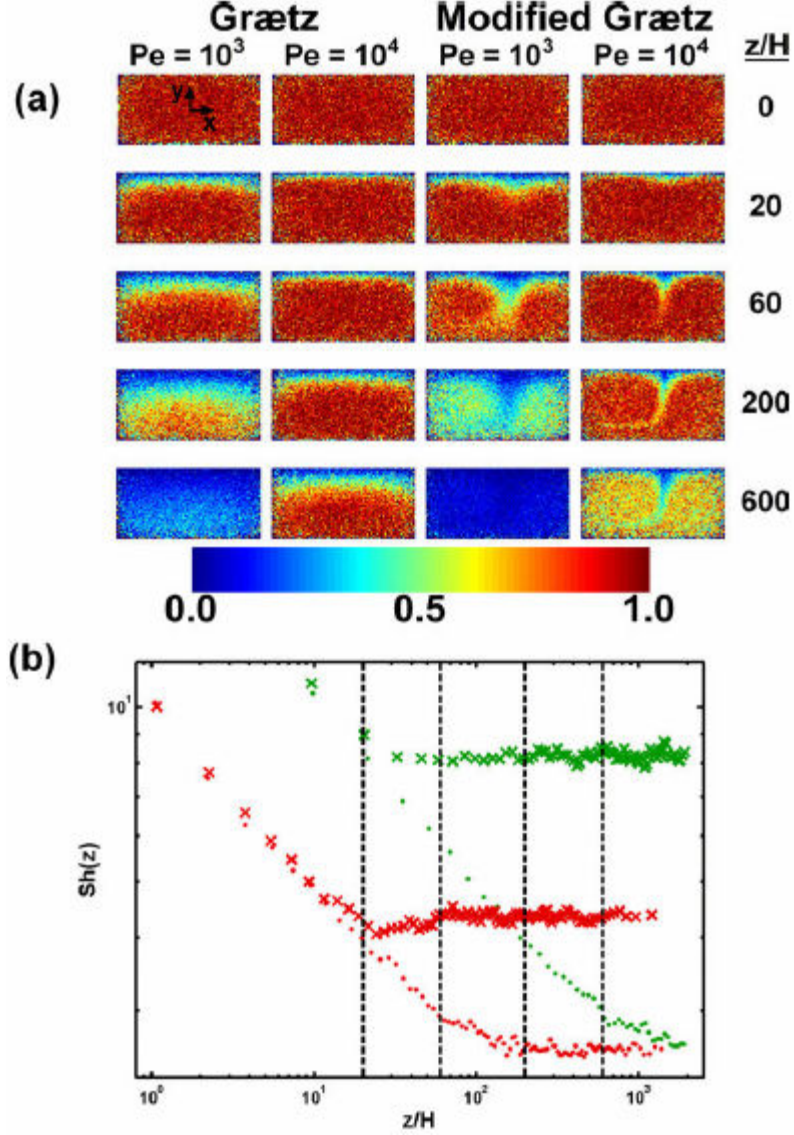 Grætz Modified Grætz
Pe = 10³ Pe = 10⁴ Pe = 10³ Pe = 10⁴ z/H
(a)
y
x
0
20
60
200
600
0.0 0.5 1.0
(b)
10¹
Sh(z)
10⁰ 10¹ 10² 10³
z/H